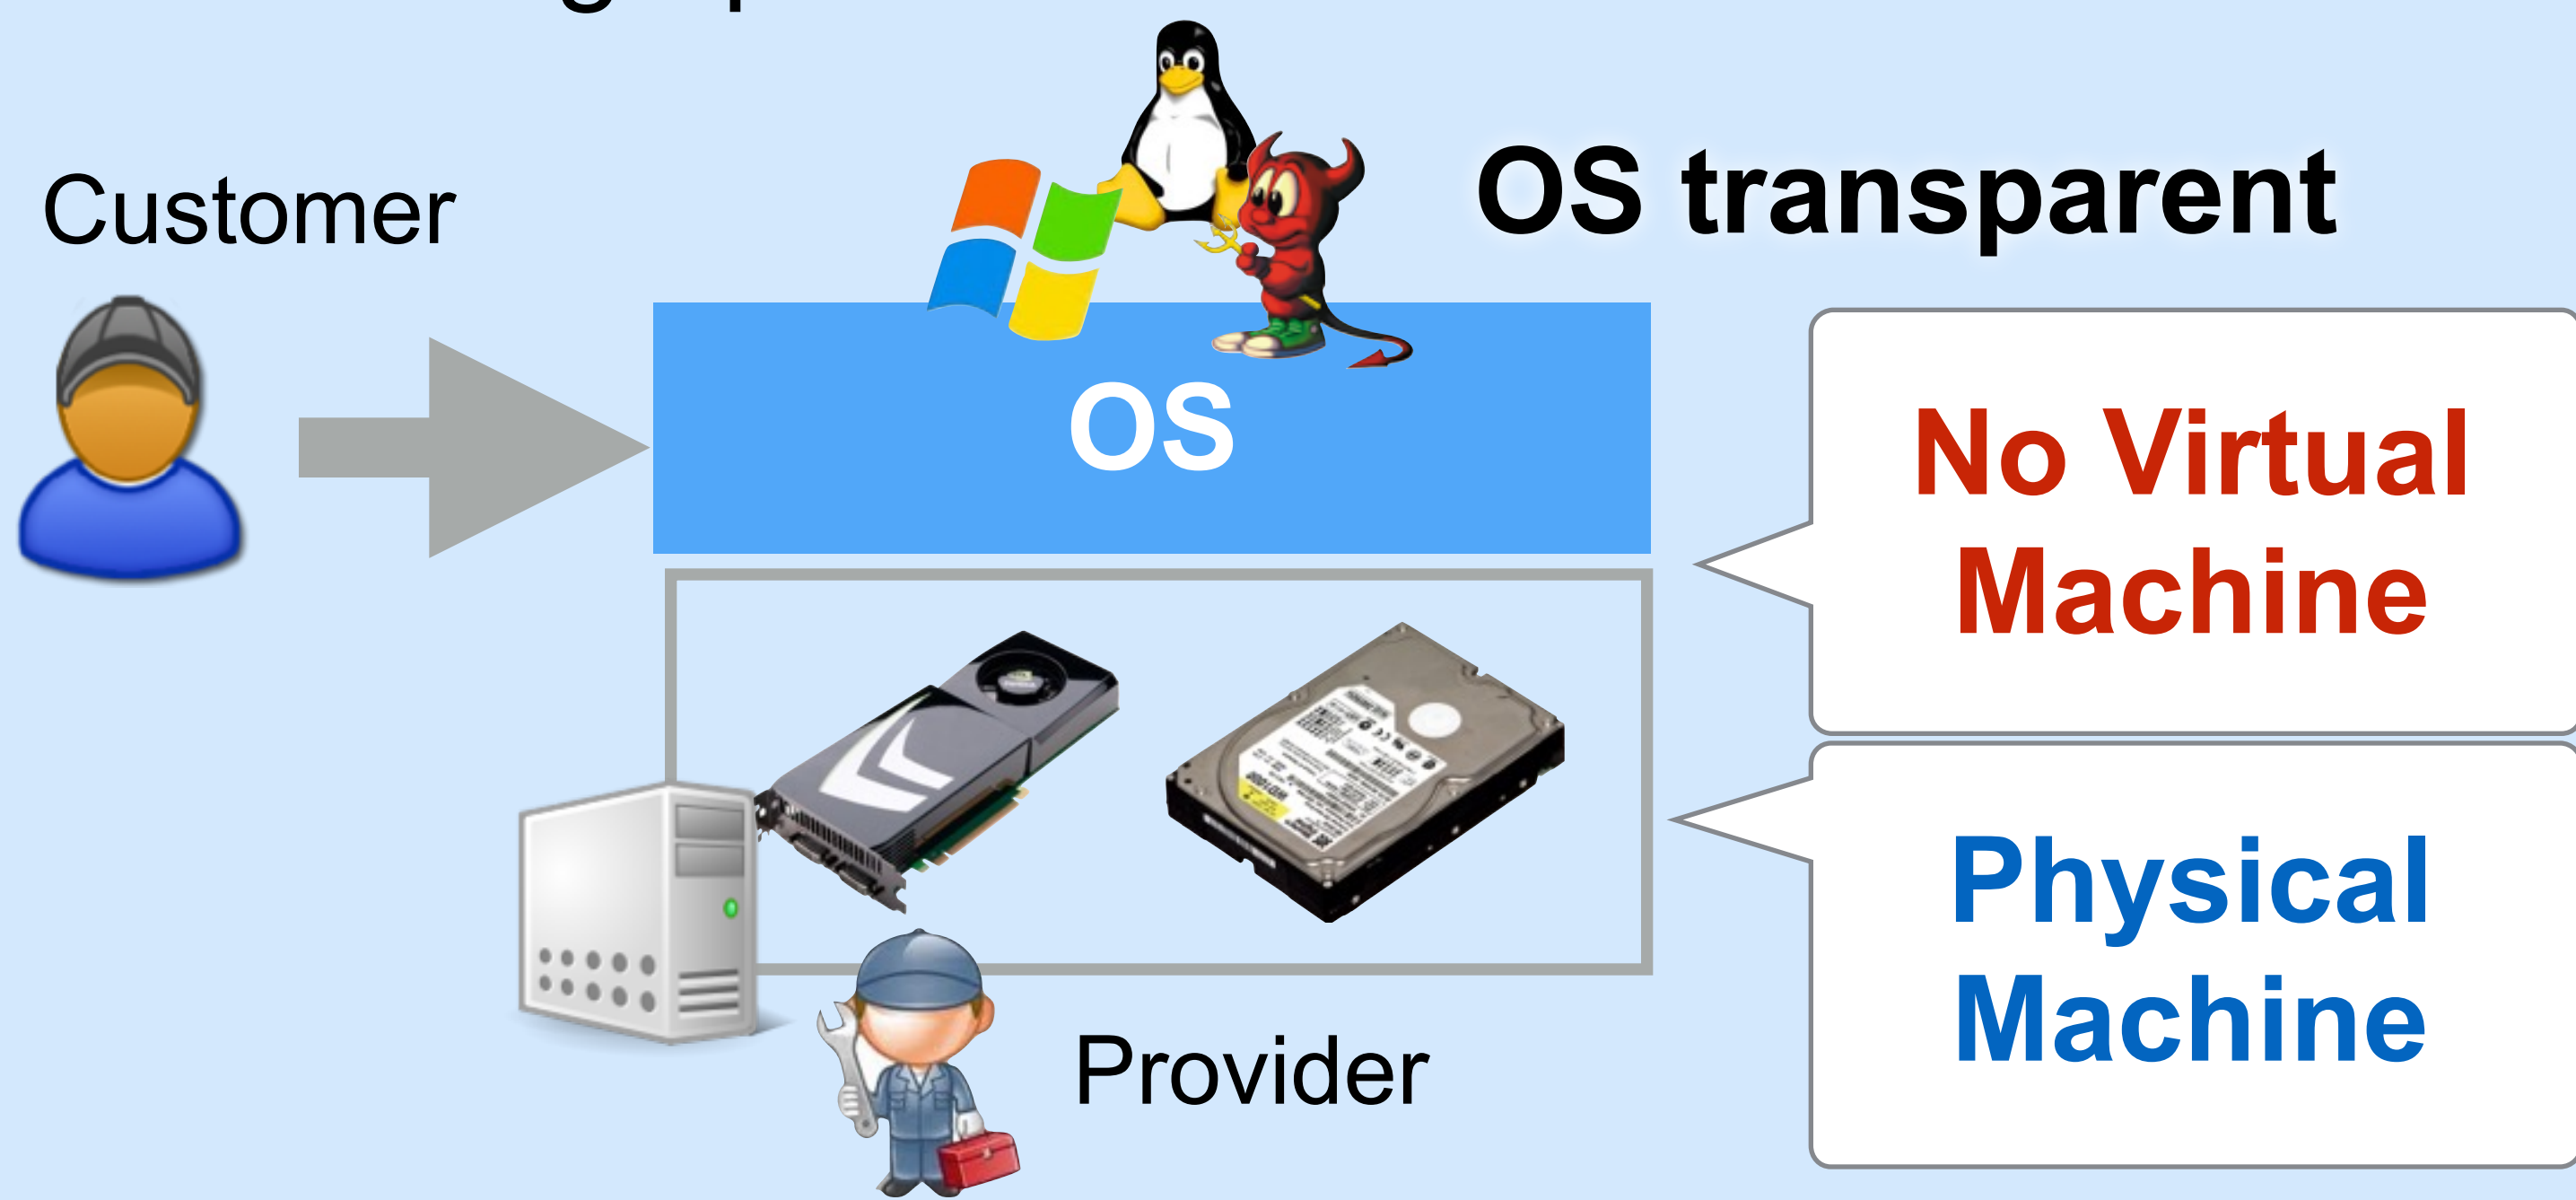 Customer
OS transparent
OS
No Virtual
Machine
Physical
Machine
Provider